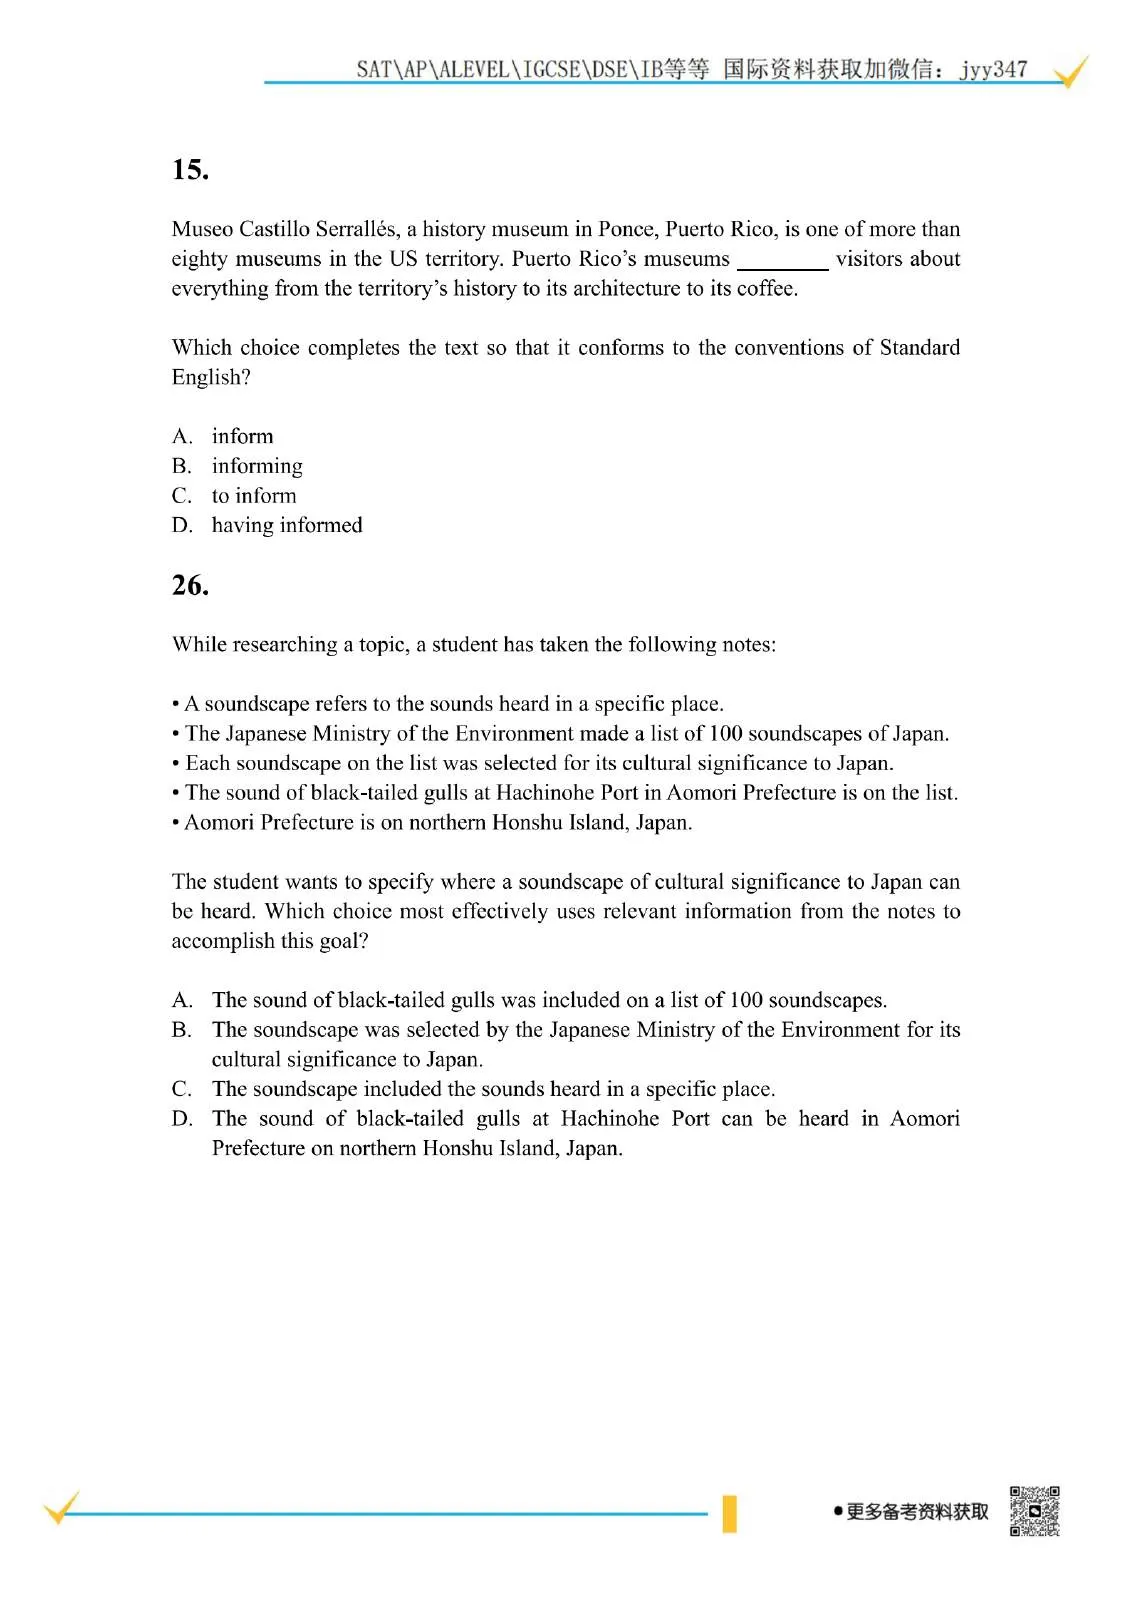 SAT\AP\ALEVEL\IGCSE\DSE\IB等等 国际资料获取加微信：jyy347
15.
Museo Castillo Serrallés, a history museum in Ponce, Puerto Rico, is one of more than
eighty museums in the US territory. Puerto Rico’s museums ________ visitors about
everything from the territory’s history to its architecture to its coffee.
Which choice completes the text so that it conforms to the conventions of Standard
English?
A. inform
B. informing
C. to inform
D. having informed
26.
While researching a topic, a student has taken the following notes:
• A soundscape refers to the sounds heard in a specific place.
• The Japanese Ministry of the Environment made a list of 100 soundscapes of Japan.
• Each soundscape on the list was selected for its cultural significance to Japan.
• The sound of black-tailed gulls at Hachinohe Port in Aomori Prefecture is on the list.
• Aomori Prefecture is on northern Honshu Island, Japan.
The student wants to specify where a soundscape of cultural significance to Japan can
be heard. Which choice most effectively uses relevant information from the notes to
accomplish this goal?
A. The sound of black-tailed gulls was included on a list of 100 soundscapes.
B. The soundscape was selected by the Japanese Ministry of the Environment for its
cultural significance to Japan.
C. The soundscape included the sounds heard in a specific place.
D. The sound of black-tailed gulls at Hachinohe Port can be heard in Aomori
Prefecture on northern Honshu Island, Japan.
•更多备考资料获取